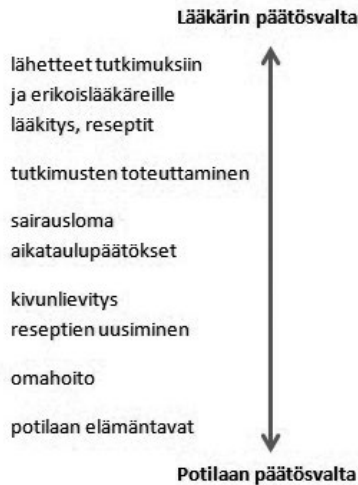 Lääkärin päätösvalta
lähetteet tutkimuksiin
ja erikoislääkäreille
lääkitys, reseptit
tutkimusten toteuttaminen
sairausloma
aikataulupäätökset
kivunlievitys
reseptien uusiminen
omahoito
potilaan elämäntavat
Potilaan päätösvalta